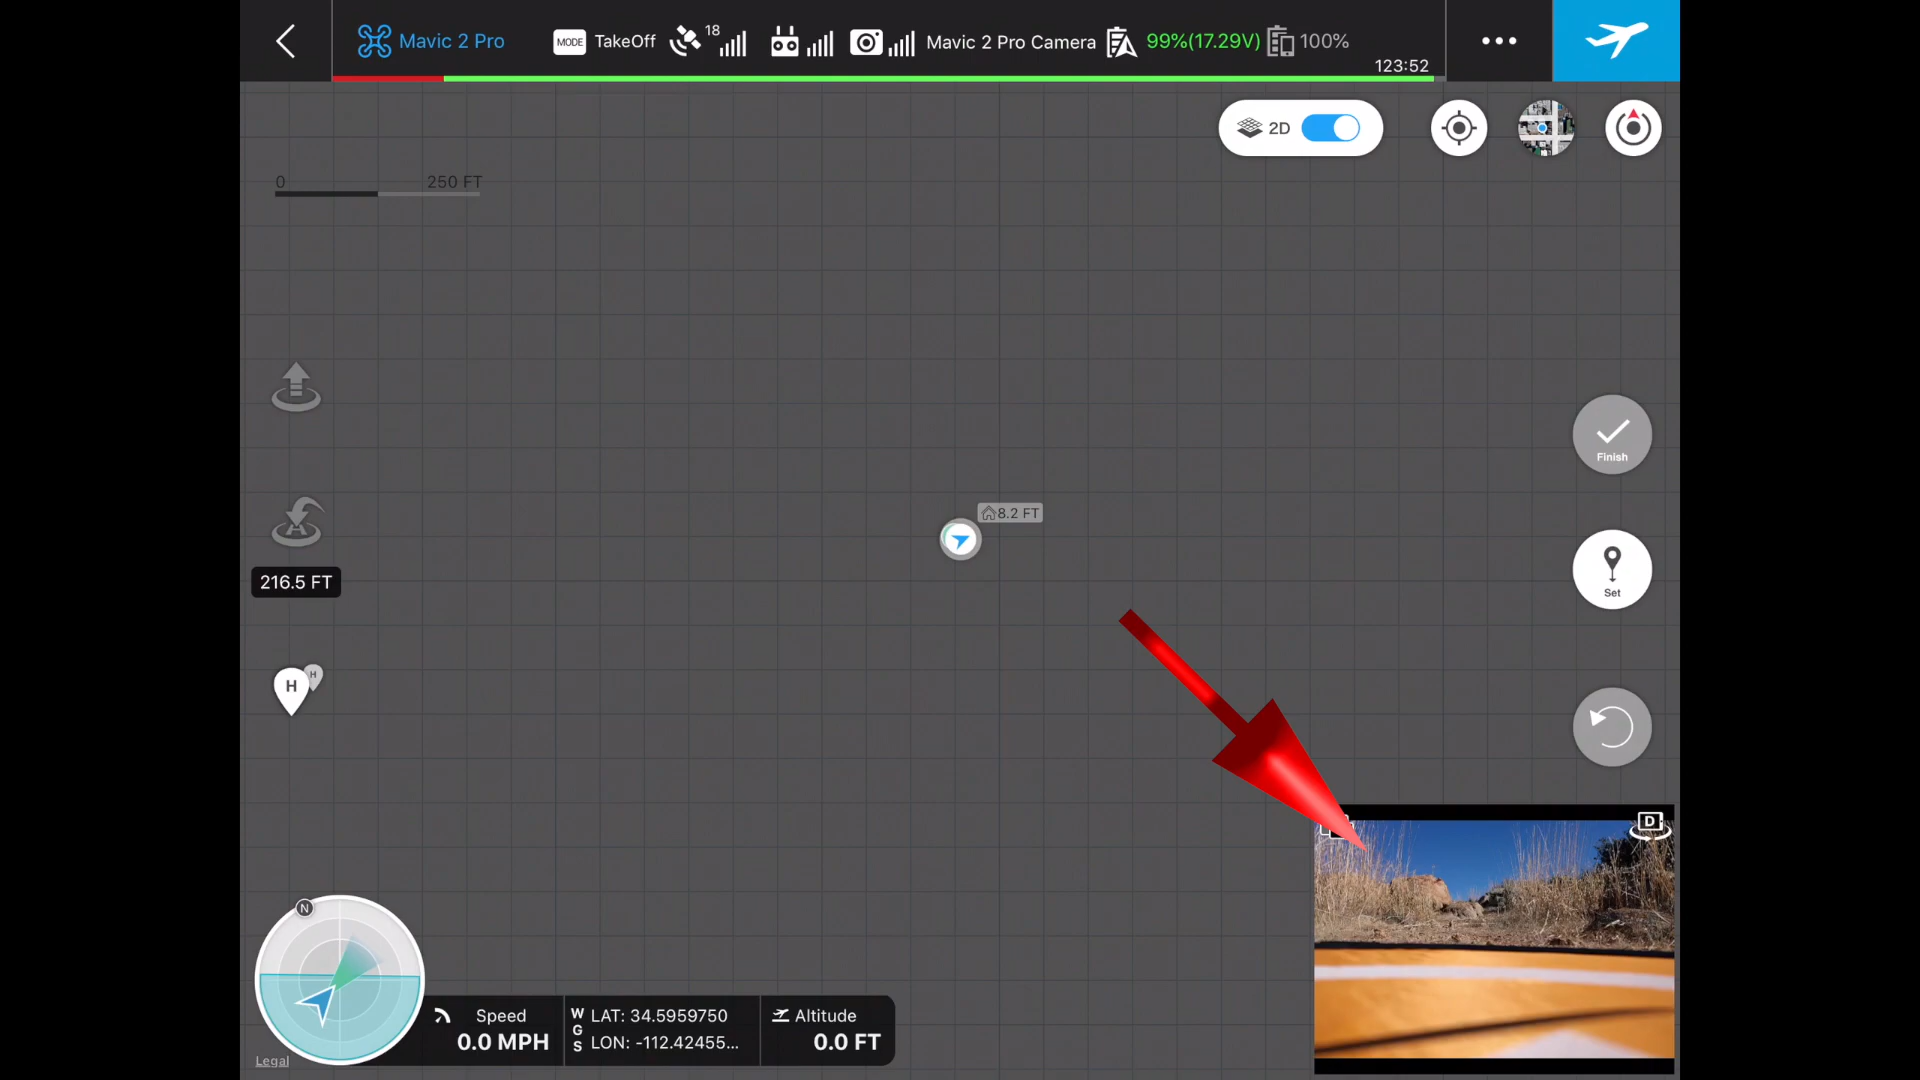 Mavic 2 Pro
MODE TakeOff
18
Mavic 2 Pro Camera
99%(17.29V)
100%
123:52
2D
0 250 FT
Finish
8.2 FT
Set
216.5 FT
H H
D
N
Speed
0.0 MPH
WGS
LAT: 34.5959750
LON: -112.42455...
Altitude
0.0 FT
Legal